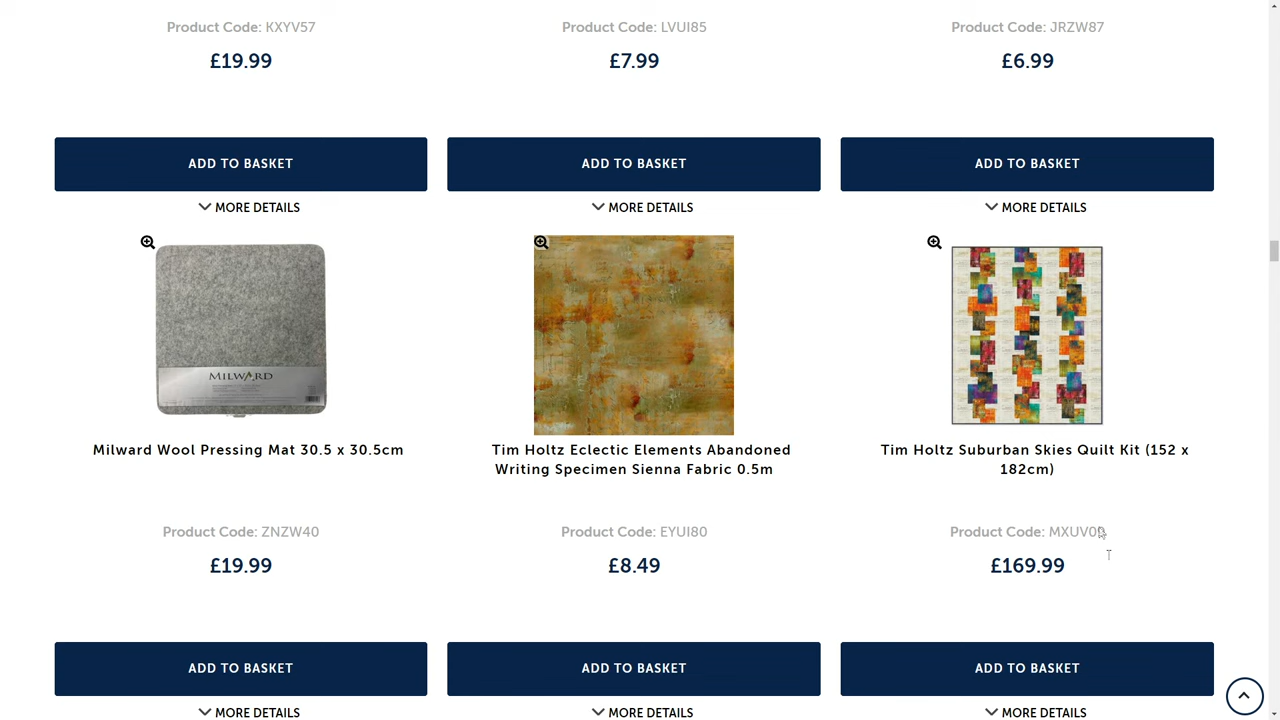 Product Code: KXYV57
£19.99
ADD TO BASKET
MORE DETAILS
Product Code: LVUI85
£7.99
ADD TO BASKET
MORE DETAILS
Product Code: JRZW87
£6.99
ADD TO BASKET
MORE DETAILS
MILWARD
Milward Wool Pressing Mat 30.5 x 30.5cm
Product Code: ZNZW40
£19.99
ADD TO BASKET
MORE DETAILS
Tim Holtz Eclectic Elements Abandoned
Writing Specimen Sienna Fabric 0.5m
Product Code: EYUI80
£8.49
ADD TO BASKET
MORE DETAILS
Tim Holtz Suburban Skies Quilt Kit (152 x
182cm)
Product Code:
£169.99
ADD TO BASKET
MORE DETAILS